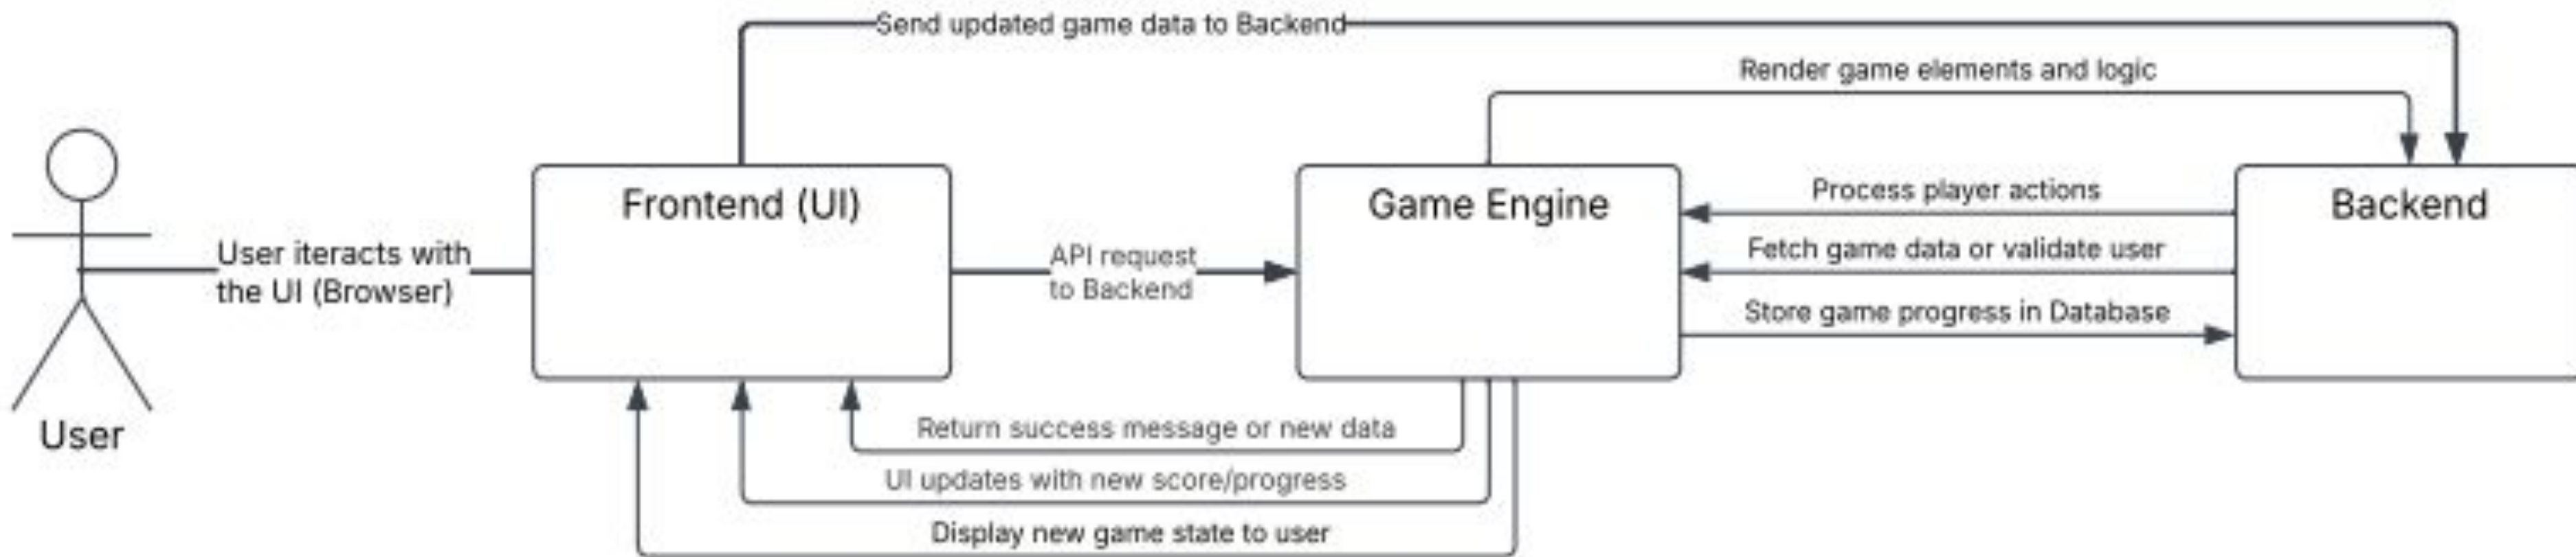 Send updated game data to Backend
Render game elements and logic
Frontend (UI)
Game Engine
Process player actions
Backend
User iteracts with
the UI (Browser)
API request
to Backend
Fetch game data or validate user
Store game progress in Database
User
Return success message or new data
UI updates with new score/progress
Display new game state to user